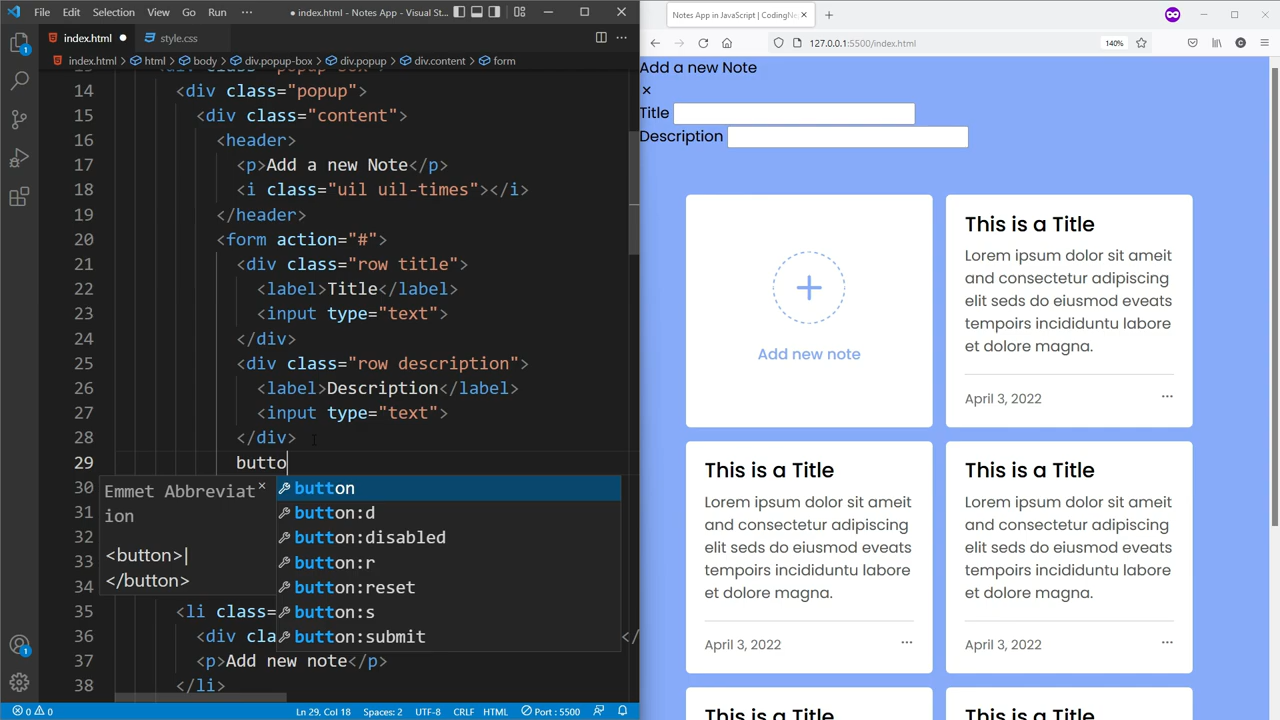 File Edit Selection View Go Run ··· ● index.html - Notes App - Visual St...
index.html ● style.css
index.html > html > body > div.popup-box > div.popup > div.content > form
14 <div class="popup">
15 <div class="content">
16 <header>
17 <p>Add a new Note</p>
18 <i class="uil uil-times"></i>
19 </header>
20 <form action="#">
21 <div class="row title">
22 <label>Title</label>
23 <input type="text">
24 </div>
25 <div class="row description">
26 <label>Description</label>
27 <input type="text">
28 </div>
29 butto
30
31
32
33
34
Emmet Abbreviat
ion
<button>|
</button>
button
button:d
button:disabled
button:r
button:reset
button:s
button:submit
35 <li class=
36 <div cla </
37 <p>Add new note</p>
38 </li>
0 0 Ln 29, Col 18 Spaces: 2 UTF-8 CRLF HTML Port : 5500
1
1
Notes App in JavaScript | CodingNe
127.0.0.1:5500/index.html 140%
Add a new Note
×
Title
Description
Add new note
This is a Title
Lorem ipsum dolor sit amet
and consectetur adipiscing
elit seds do eiusmod eveats
tempoirs incididuntu labore
et dolore magna.
April 3, 2022 ···
This is a Title
Lorem ipsum dolor sit amet
and consectetur adipiscing
elit seds do eiusmod eveats
tempoirs incididuntu labore
et dolore magna.
April 3, 2022 ···
This is a Title
Lorem ipsum dolor sit amet
and consectetur adipiscing
elit seds do eiusmod eveats
tempoirs incididuntu labore
et dolore magna.
April 3, 2022 ···
This is a Title
This is a Title